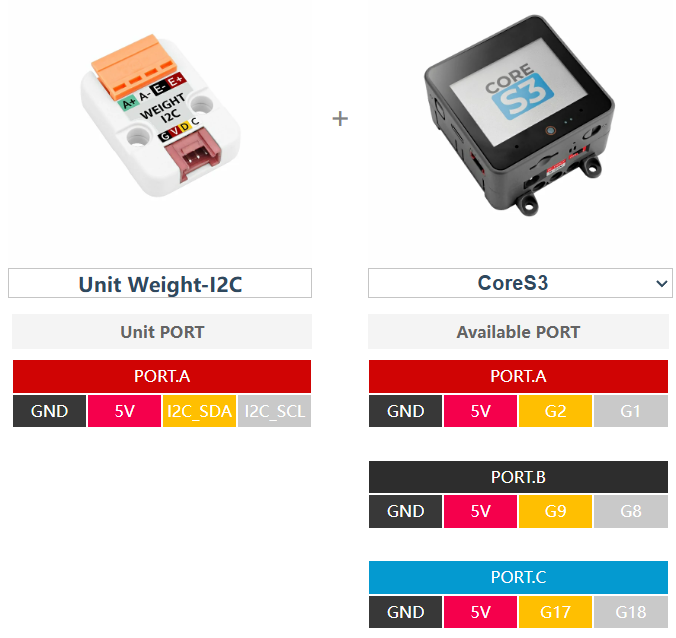 A+ A- E- E+
WEIGHT
I2C
G V D C
+
CORE
S3
Unit Weight-I2C
CoreS3
Unit PORT
Available PORT
PORT.A
PORT.A
GND 5V I2C_SDA I2C_SCL
GND 5V G2 G1
PORT.B
GND 5V G9 G8
PORT.C
GND 5V G17 G18